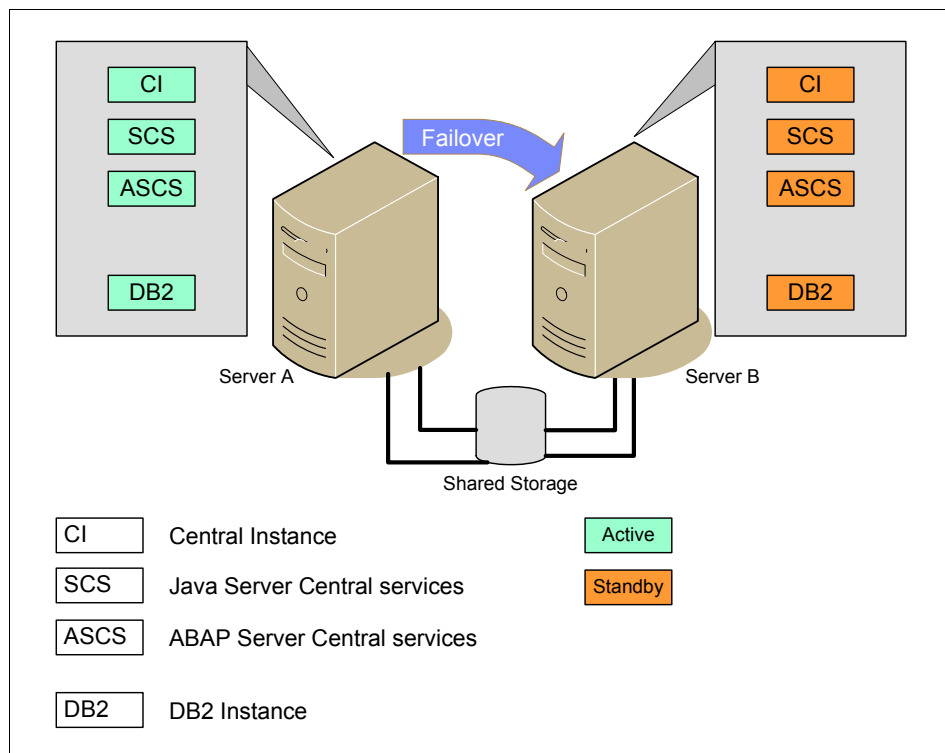 CI
SCS
ASCS
DB2
Failover
CI
SCS
ASCS
DB2
Server A
Server B
Shared Storage
CI Central Instance
SCS Java Server Central services
ASCS ABAP Server Central services
DB2 DB2 Instance
Active
Standby